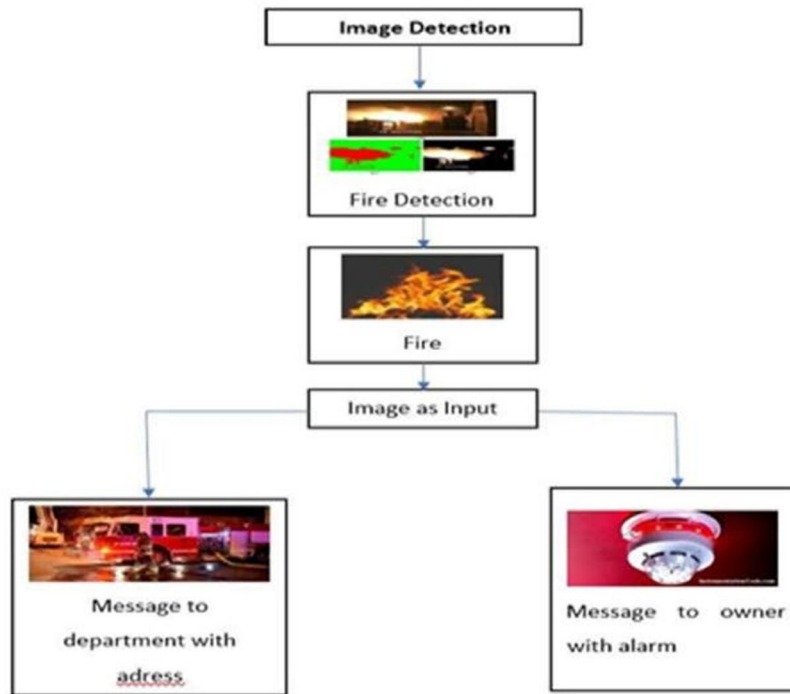 Image Detection
Fire Detection
Fire
Image as Input
Message to
department with
adress
Message to owner
with alarm